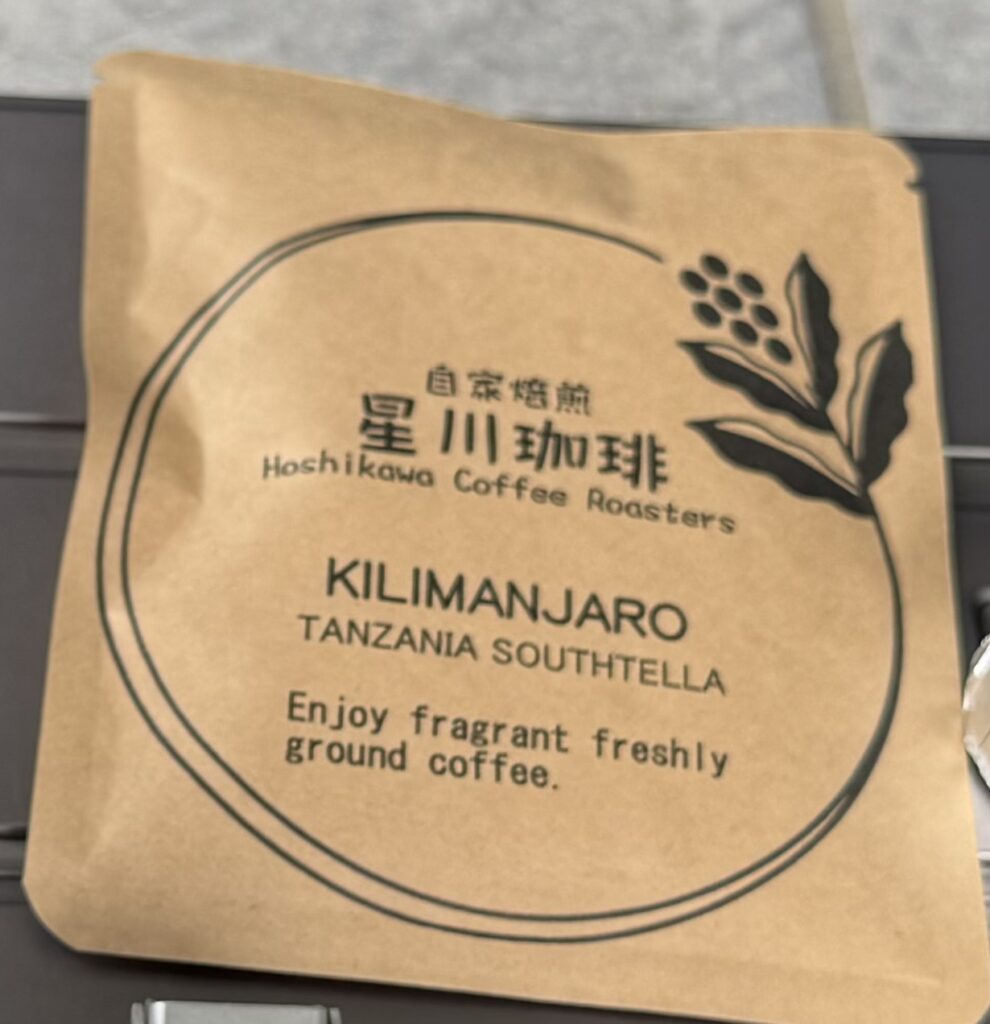 自家焙煎
星川珈琲
Hoshikawa Coffee Roasters
KILIMANJARO
TANZANIA SOUTHTELLA
Enjoy fragrant freshly
ground coffee.